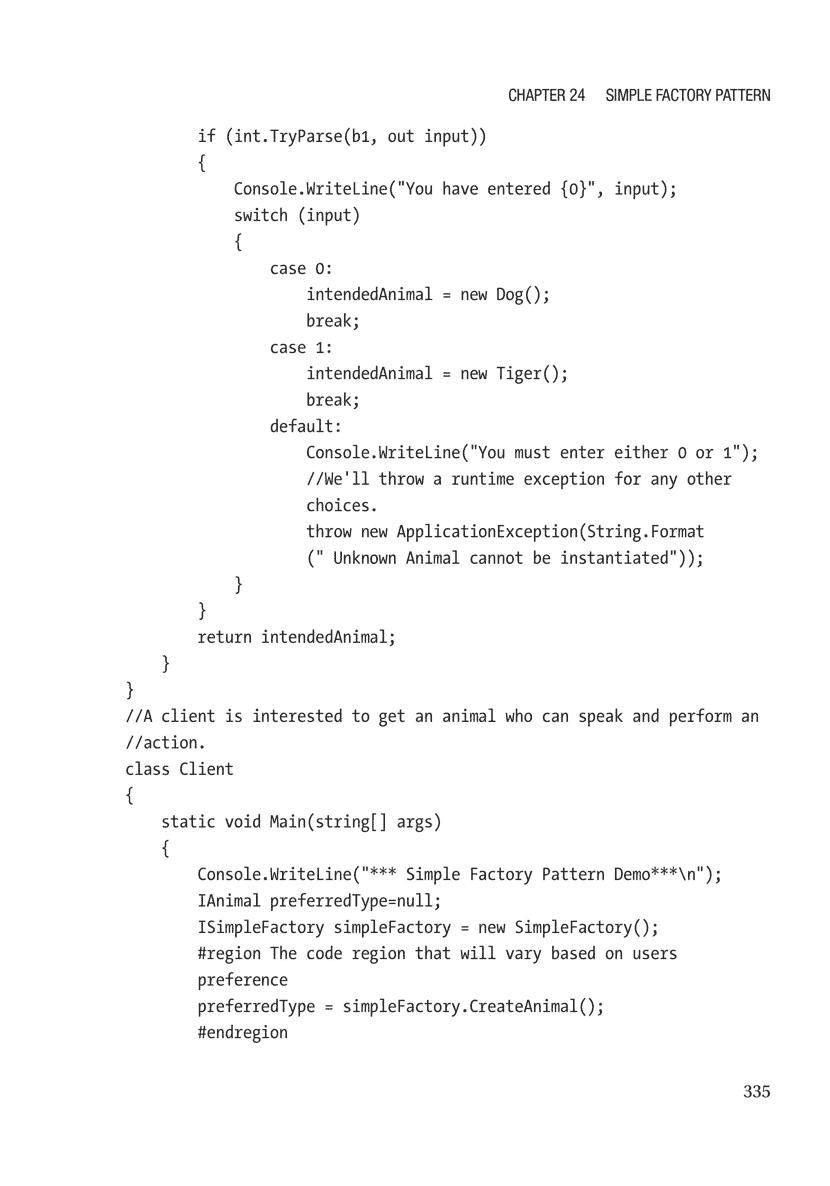 CHAPTER 24 SIMPLE FACTORY PATTERN
if (int.TryParse(b1, out input))
{
Console.WriteLine("You have entered {0}", input);
switch (input)
{
case 0:
intendedAnimal = new Dog();
break;
case 1:
intendedAnimal = new Tiger();
break;
default:
Console.WriteLine("You must enter either 0 or 1");
//We'll throw a runtime exception for any other
choices.
throw new ApplicationException(String.Format
(" Unknown Animal cannot be instantiated"));
}
}
return intendedAnimal;
}
}
//A client is interested to get an animal who can speak and perform an
//action.
class Client
{
static void Main(string[] args)
{
Console.WriteLine("*** Simple Factory Pattern Demo***\n");
IAnimal preferredType=null;
ISimpleFactory simpleFactory = new SimpleFactory();
#region The code region that will vary based on users
preference
preferredType = simpleFactory.CreateAnimal();
#endregion
335